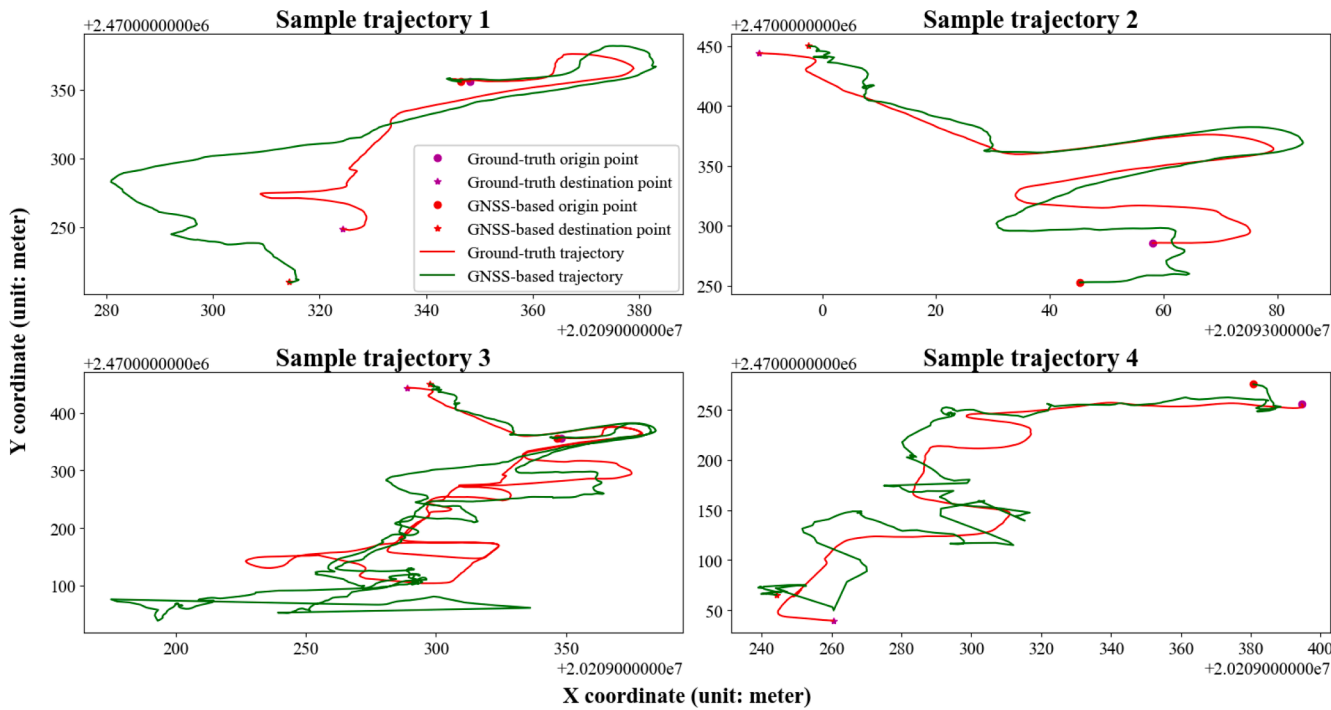 Sample trajectory 1
+2.4700000000e6
350
300
250
280
300
320
340
360
380
+2.0209000000e7
Ground-truth origin point
Ground-truth destination point
GNSS-based origin point
GNSS-based destination point
Ground-truth trajectory
GNSS-based trajectory
Sample trajectory 2
+2.4700000000e6
450
400
350
300
250
0
20
40
60
80
+2.0209300000e7
Sample trajectory 3
+2.4700000000e6
400
300
200
100
200
250
300
350
+2.0209000000e7
Sample trajectory 4
+2.4700000000e6
250
200
150
100
50
240
260
280
300
320
340
360
380
400
+2.0209000000e7
Y coordinate (unit: meter)
X coordinate (unit: meter)